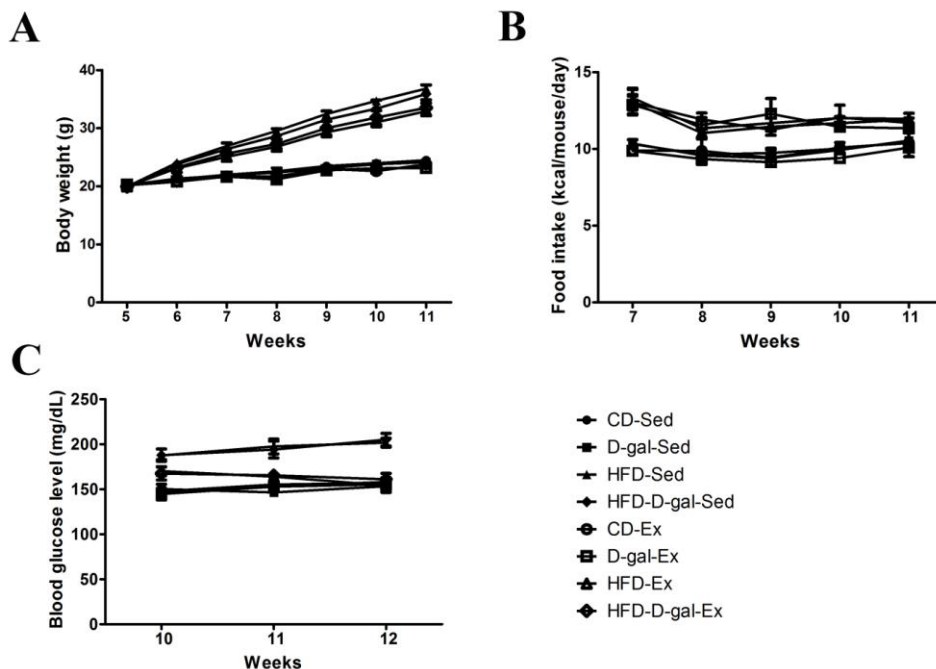 A
Body weight (g)
40
30
20
10
0
5 6 7 8 9 10 11
Weeks
B
Food intake (kcal/mouse/day)
15
10
5
0
7 8 9 10 11
Weeks
C
Blood glucose level (mg/dL)
250
200
150
100
50
0
10 11 12
Weeks
CD-Sed
D-gal-Sed
HFD-Sed
HFD-D-gal-Sed
CD-Ex
D-gal-Ex
HFD-Ex
HFD-D-gal-Ex